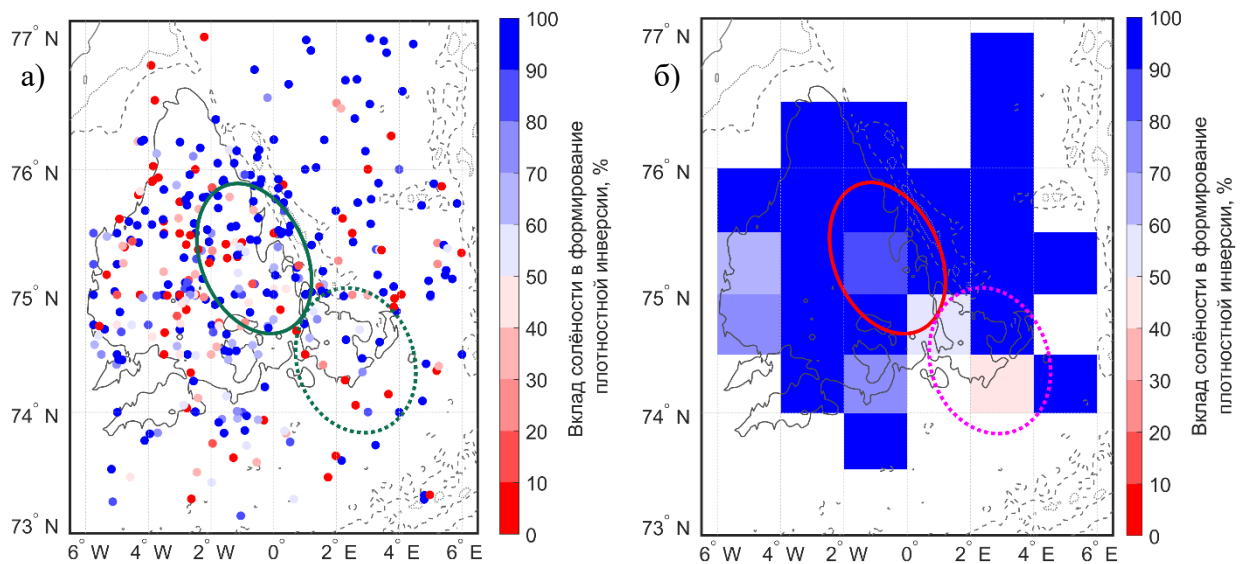 а)
77° N
76° N
75° N
74° N
73° N
6° W 4° W 2° W 0° 2° E 4° E 6° E
100
90
80
70
60
50
40
30
20
10
0
Вклад солёности в формирование
плотностной инверсии, %
б)
77° N
76° N
75° N
74° N
73° N
6° W 4° W 2° W 0° 2° E 4° E 6° E
100
90
80
70
60
50
40
30
20
10
0
Вклад солёности в формирование
плотностной инверсии, %